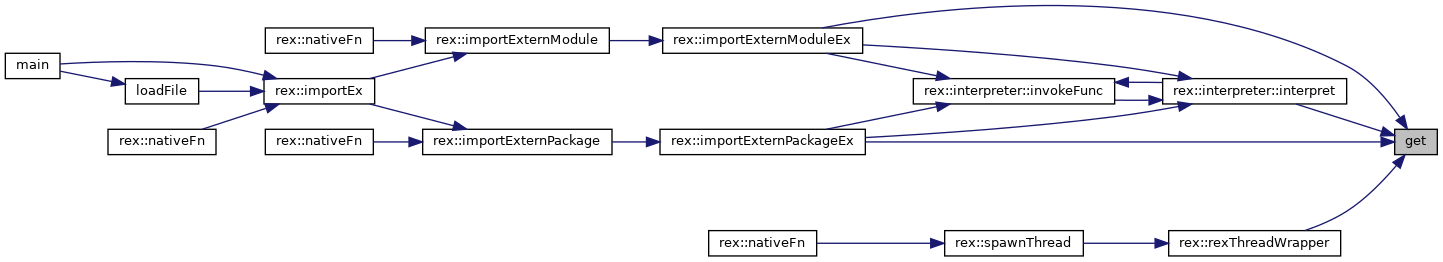 main
loadFile
rex::nativeFn
rex::importEx
rex::nativeFn
rex::nativeFn
rex::importExternModule
rex::importExternPackage
rex::importExternModuleEx
rex::importExternPackageEx
rex::nativeFn
rex::interpreter::invokeFunc
rex::spawnThread
rex::interpreter::interpret
rex::rexThreadWrapper
get